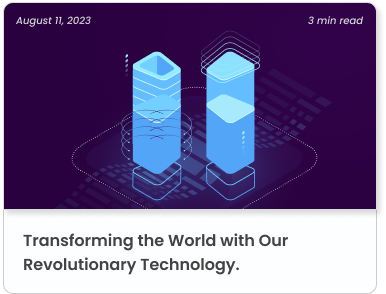 August 11, 2023
3 min read
Transforming the World with Our
Revolutionary Technology.